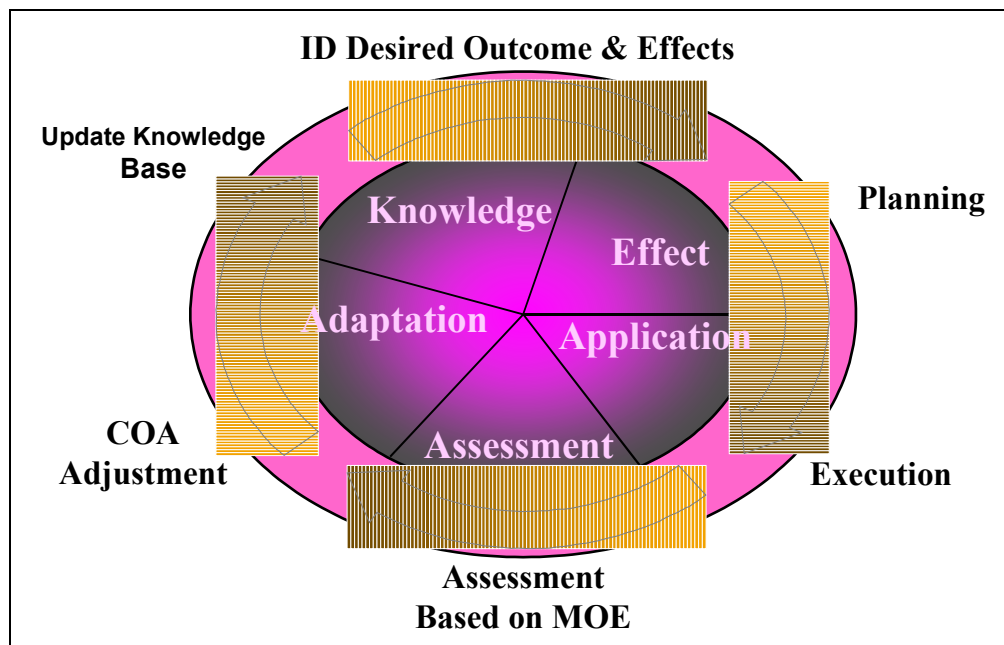 ID Desired Outcome & Effects
Update Knowledge
Base
Planning
Knowledge
Effect
Adaptation
Application
Assessment
COA
Adjustment
Execution
Assessment
Based on MOE